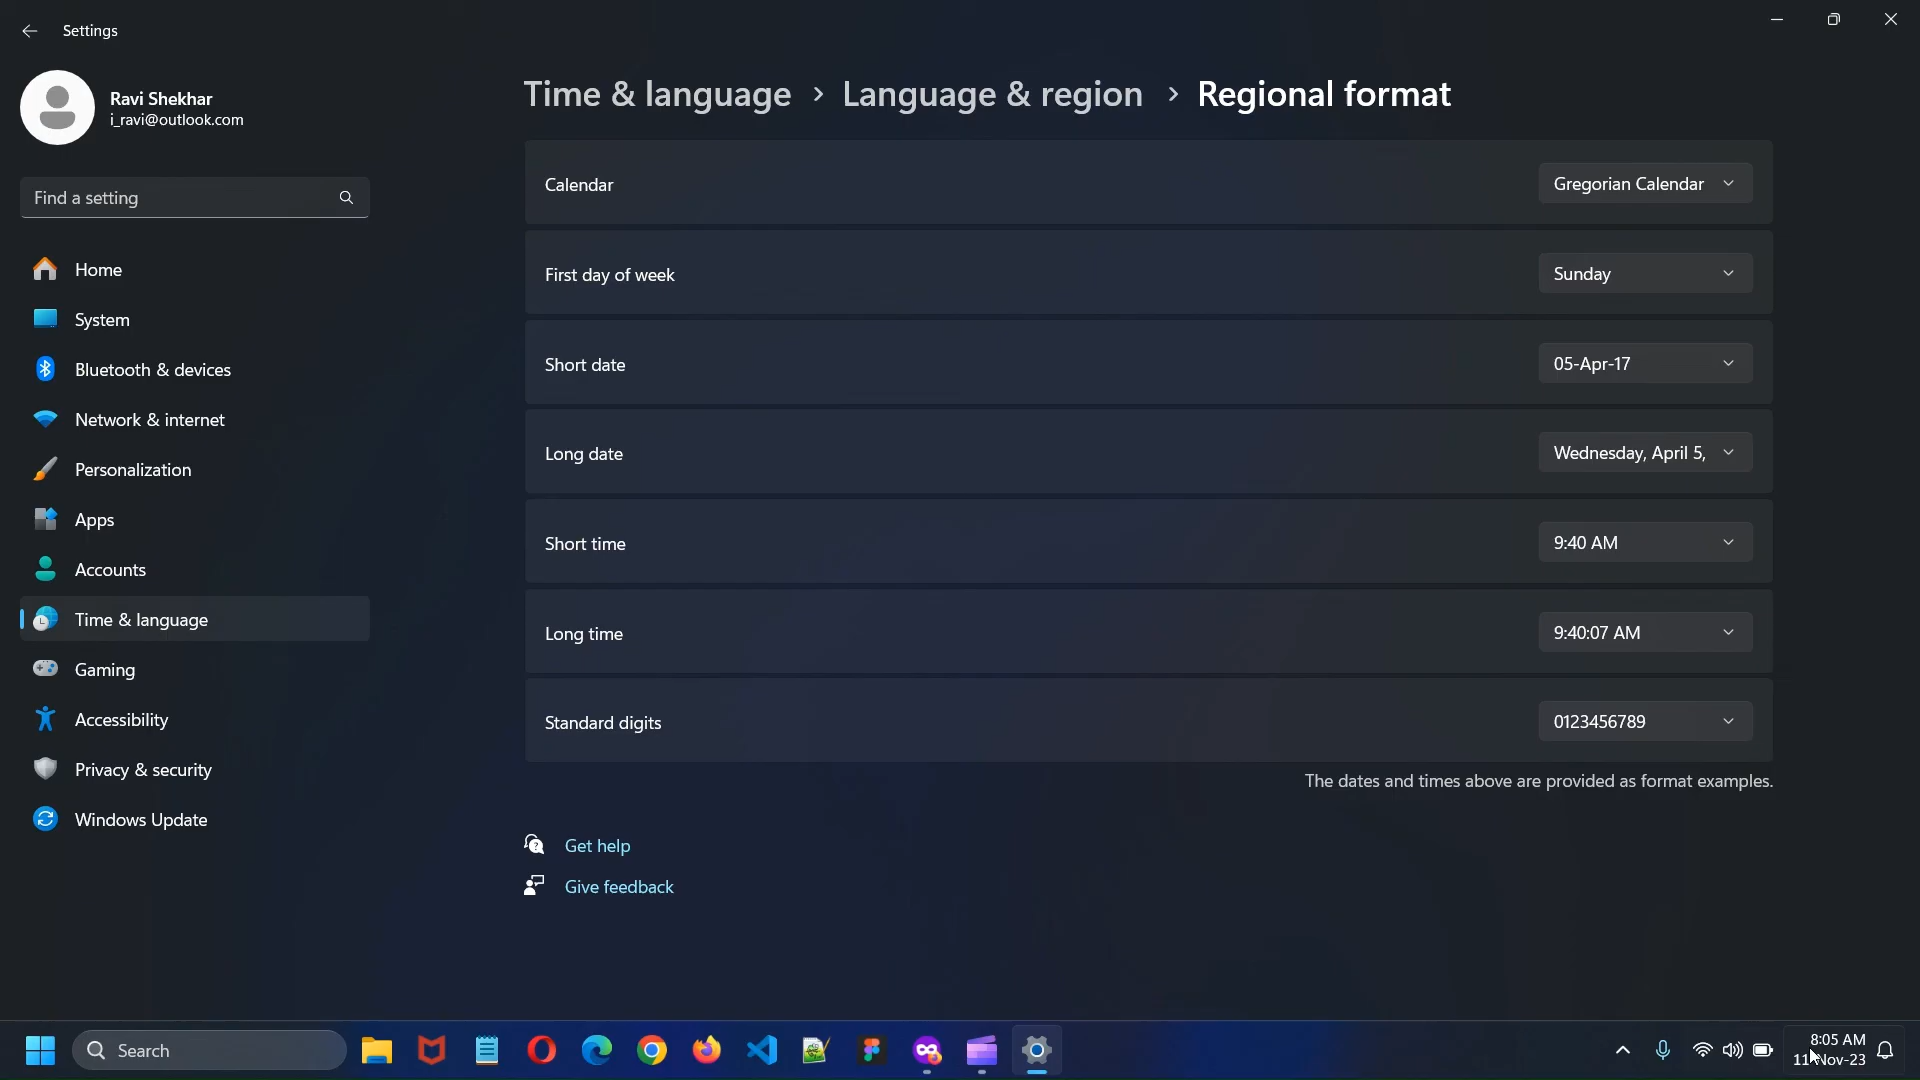 Settings
Ravi Shekhar
i_ravi@outlook.com
Find a setting
Home
System
Bluetooth & devices
Network & internet
Personalization
Apps
Accounts
Time & language
Gaming
Accessibility
Privacy & security
Windows Update
Time & language > Language & region > Regional format
Calendar
Gregorian Calendar
First day of week
Sunday
Short date
05-Apr-17
Long date
Wednesday, April 5,
Short time
9:40 AM
Long time
9:40:07 AM
Standard digits
0123456789
The dates and times above are provided as format examples.
Get help
Give feedback
Search
8:05 AM
11-Nov-23